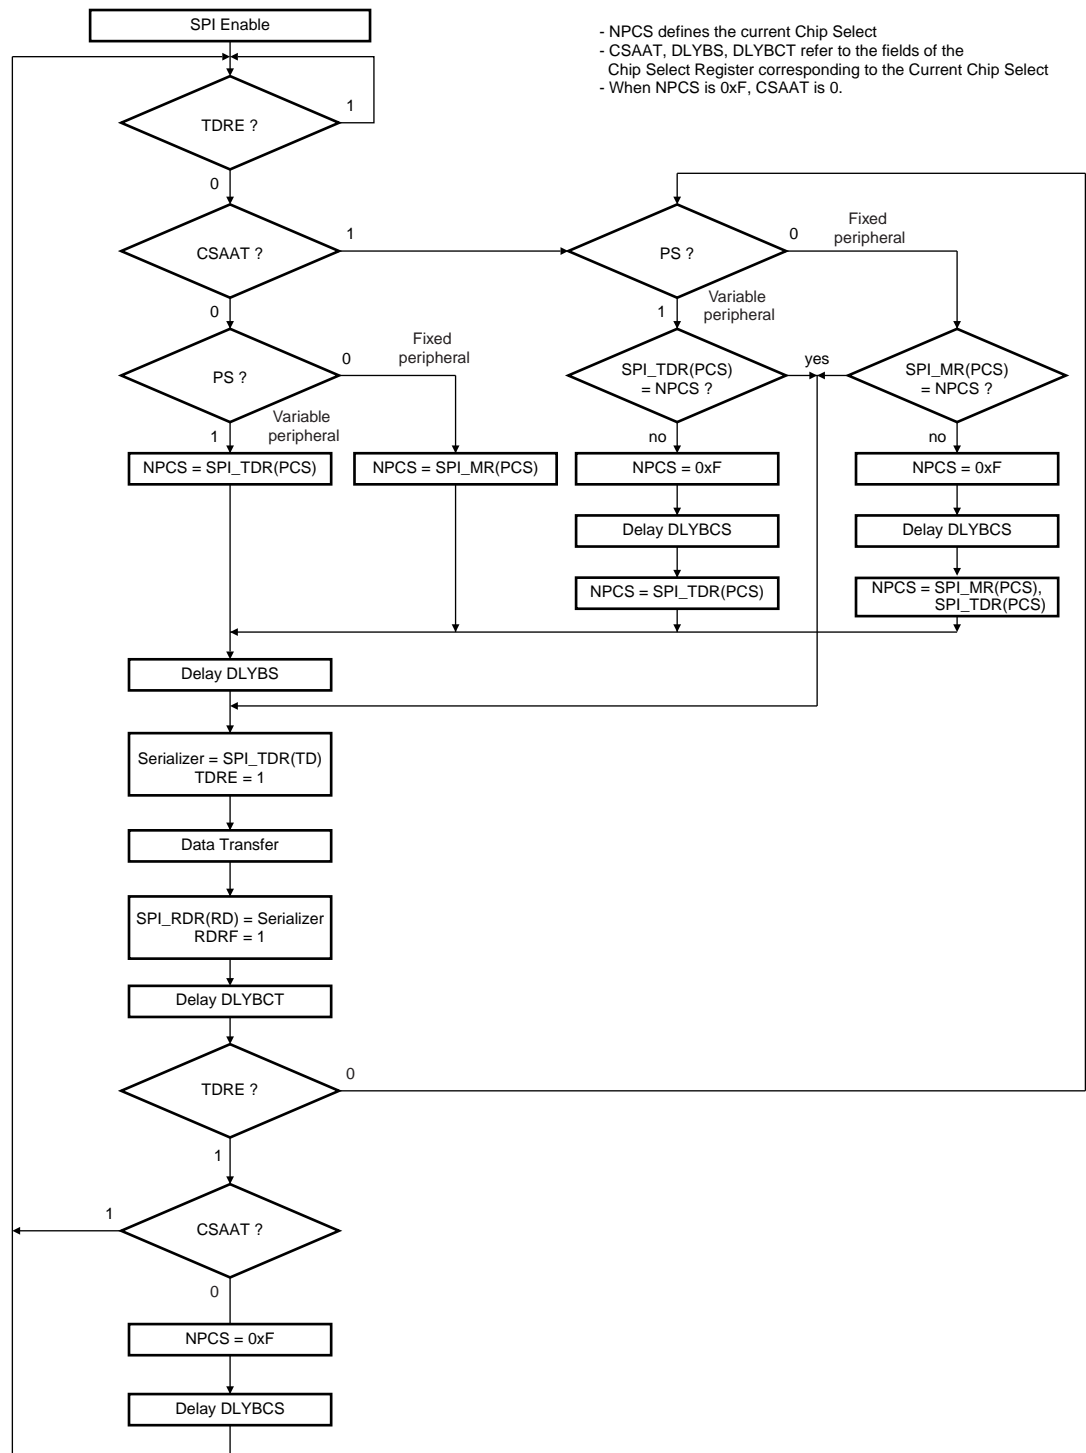 SPI Enable
- NPCS defines the current Chip Select
- CSAAT, DLYBS, DLYBCT refer to the fields of the
Chip Select Register corresponding to the Current Chip Select
- When NPCS is 0xF, CSAAT is 0.
TDRE ?
1
0
CSAAT ?
1
PS ?
0
Fixed
peripheral
0
1
Variable
peripheral
PS ?
0
Fixed
peripheral
1
Variable
peripheral
SPI_TDR(PCS)
= NPCS ?
yes
SPI_MR(PCS)
= NPCS ?
no
no
NPCS = SPI_TDR(PCS)
NPCS = SPI_MR(PCS)
NPCS = 0xF
NPCS = 0xF
Delay DLYBCS
Delay DLYBCS
NPCS = SPI_TDR(PCS)
NPCS = SPI_MR(PCS),
SPI_TDR(PCS)
Delay DLYBS
Serializer = SPI_TDR(TD)
TDRE = 1
Data Transfer
SPI_RDR(RD) = Serializer
RDRF = 1
Delay DLYBCT
TDRE ?
0
1
CSAAT ?
1
0
NPCS = 0xF
Delay DLYBCS